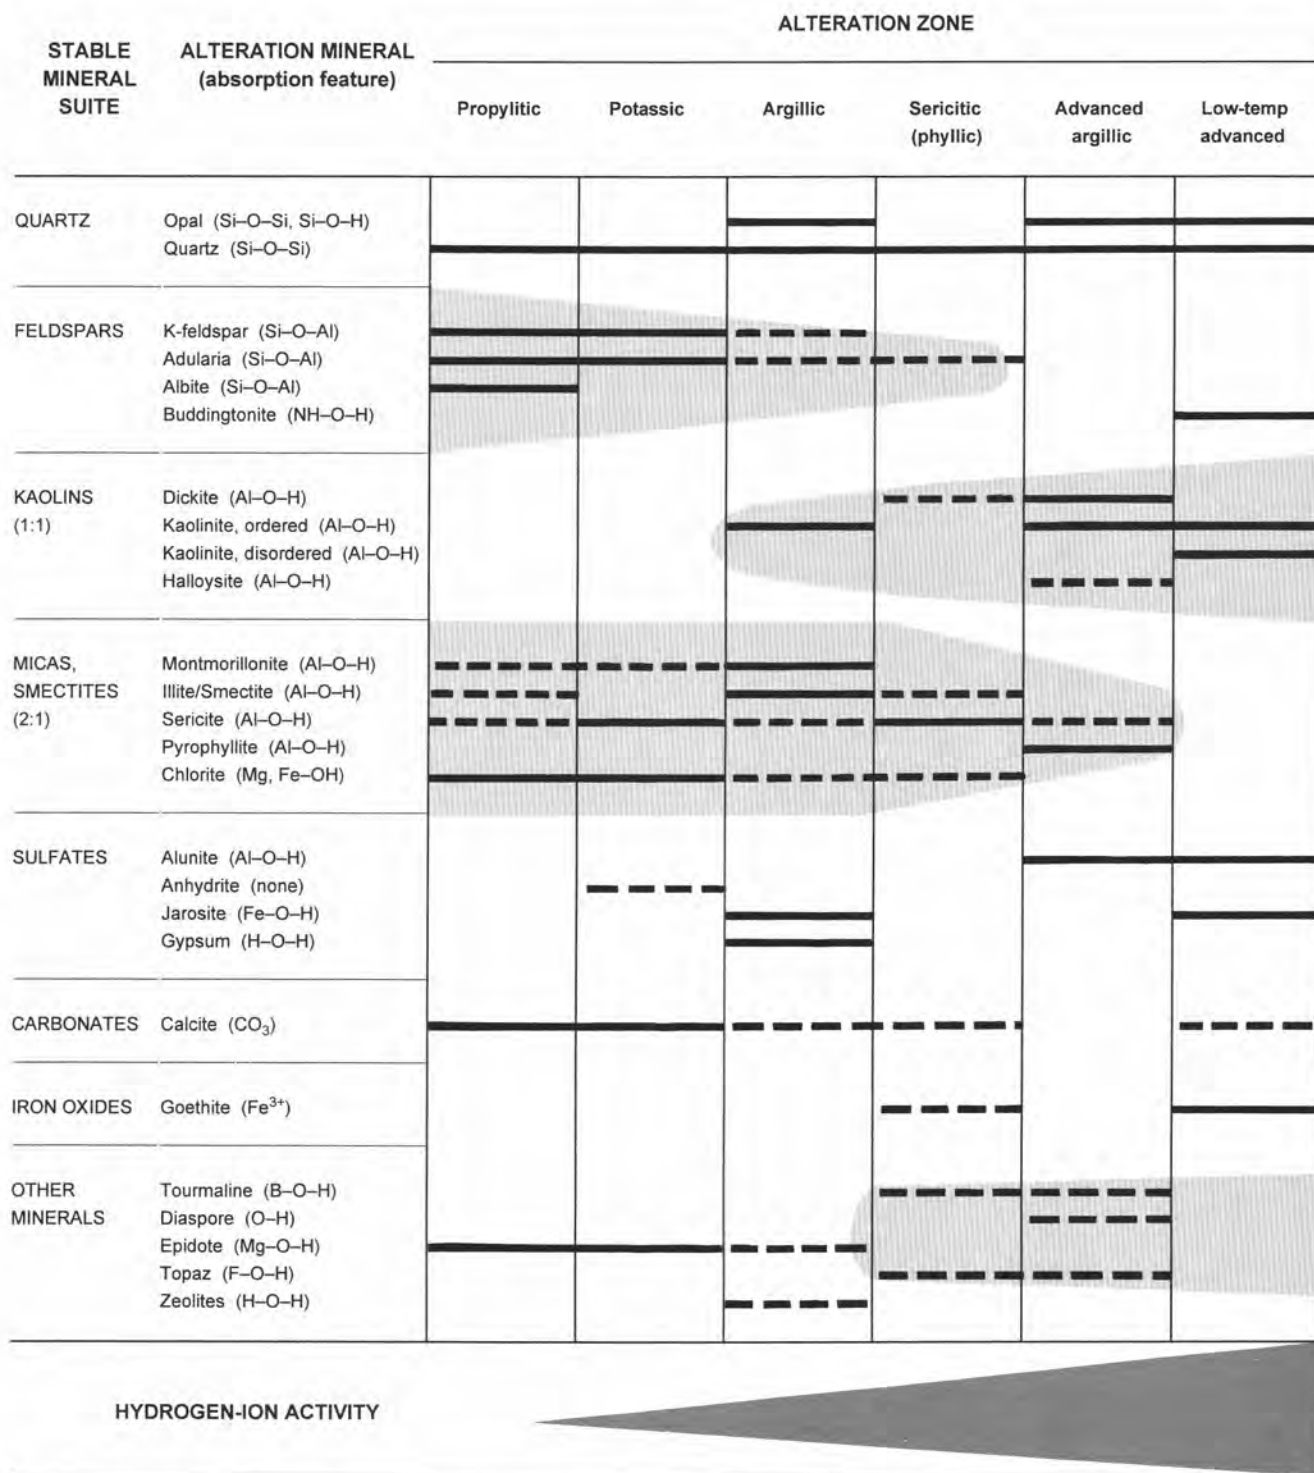 ALTERATION ZONE
STABLE
MINERAL
SUITE
ALTERATION MINERAL
(absorption feature)
Propylitic
Potassic
Argillic
Sericitic
(phyllic)
Advanced
argillic
Low-temp
advanced
QUARTZ
Opal (Si–O–Si, Si–O–H)
Quartz (Si–O–Si)
FELDSPARS
K-feldspar (Si–O–Al)
Adularia (Si–O–Al)
Albite (Si–O–Al)
Buddingtonite (NH–O–H)
KAOLINS
(1:1)
Dickite (Al–O–H)
Kaolinite, ordered (Al–O–H)
Kaolinite, disordered (Al–O–H)
Halloysite (Al–O–H)
MICAS,
SMECTITES
(2:1)
Montmorillonite (Al–O–H)
Illite/Smectite (Al–O–H)
Sericite (Al–O–H)
Pyrophyllite (Al–O–H)
Chlorite (Mg, Fe–OH)
SULFATES
Alunite (Al–O–H)
Anhydrite (none)
Jarosite (Fe–O–H)
Gypsum (H–O–H)
CARBONATES
Calcite (CO₃)
IRON OXIDES
Goethite (Fe³⁺)
OTHER
MINERALS
Tourmaline (B–O–H)
Diaspore (O–H)
Epidote (Mg–O–H)
Topaz (F–O–H)
Zeolites (H–O–H)
HYDROGEN-ION ACTIVITY